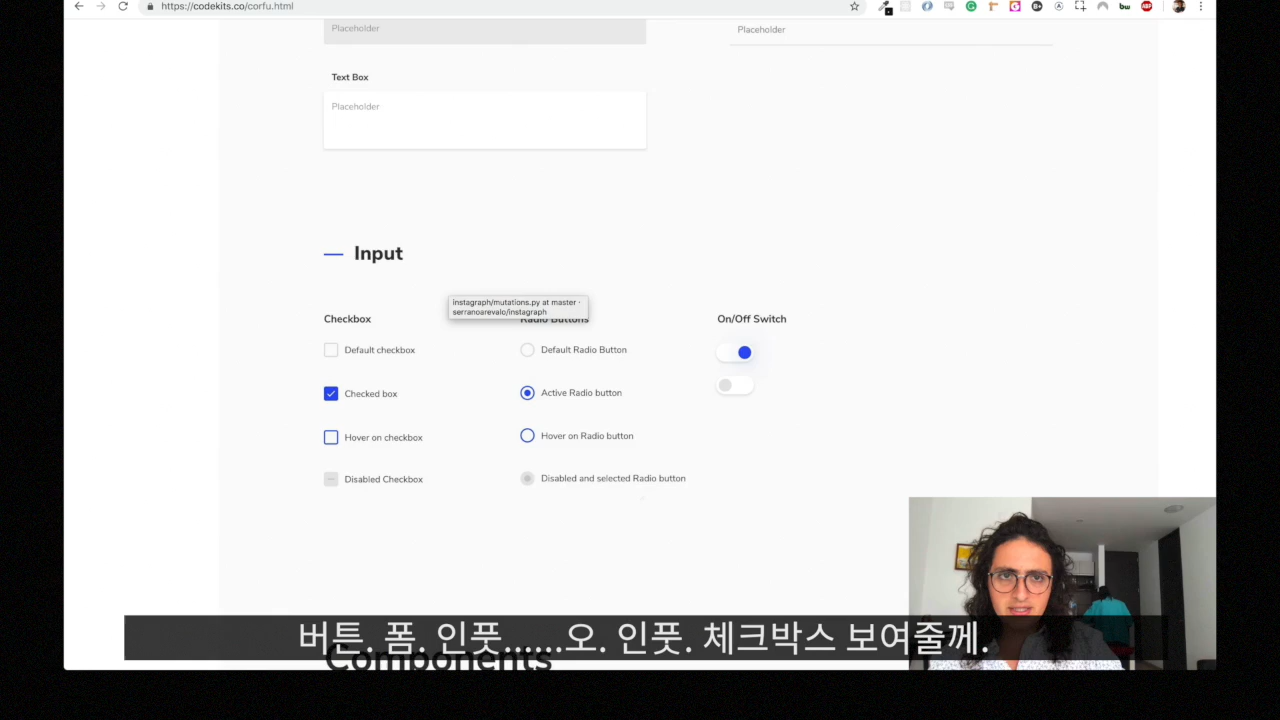 https://codekits.co/corfu.html
Placeholder
Placeholder
Text Box
Placeholder
Input
instagraph/mutations.py at master ·
serranoarevalo/instagraph
Checkbox
Radio Buttons
On/Off Switch
Default checkbox
Default Radio Button
Checked box
Active Radio button
Hover on checkbox
Hover on Radio button
Disabled Checkbox
Disabled and selected Radio button
버튼. 폼. 인풋......오. 인풋. 체크박스 보여줄께.
Components